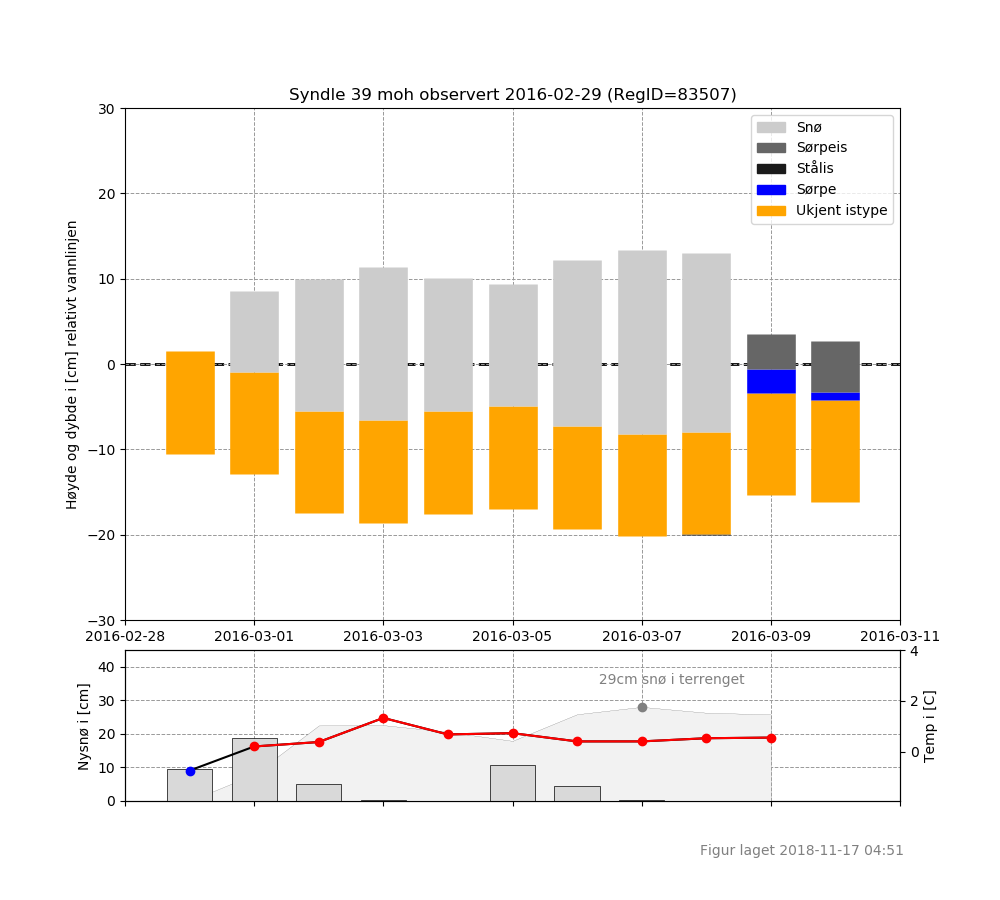 Syndle 39 moh observert 2016-02-29 (RegID=83507)
Høyde og dybde i [cm] relativt vannlinjen
30
20
10
0
−10
−20
−30
Snø
Sørpeis
Stålis
Sørpe
Ukjent istype
2016-02-28 2016-03-01 2016-03-03 2016-03-05 2016-03-07 2016-03-09 2016-03-11
Nysnø i [cm]
40
30
20
10
0
29cm snø i terrenget
4
2
0
Temp i [C]
Figur laget 2018-11-17 04:51